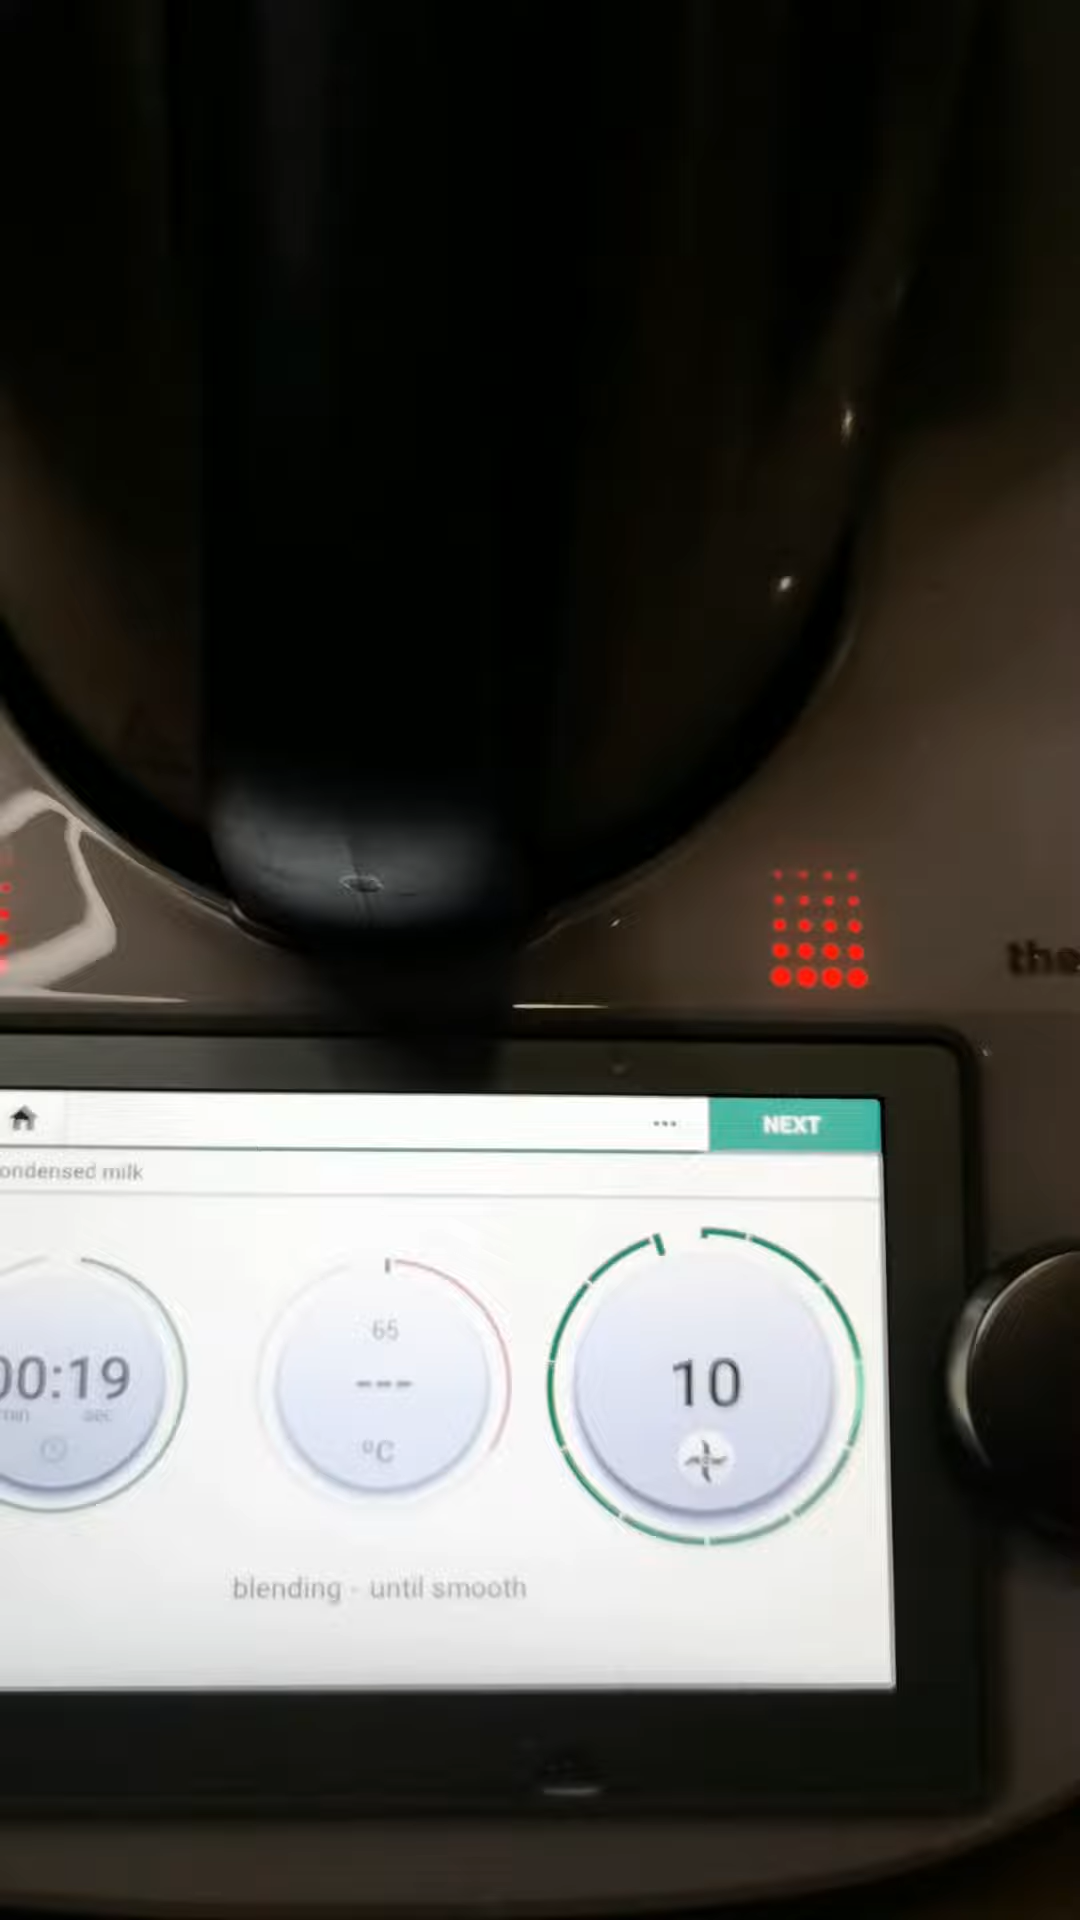 the
NEXT
ondensed milk
00:19
min sec
65
---
°C
10
blending - until smooth